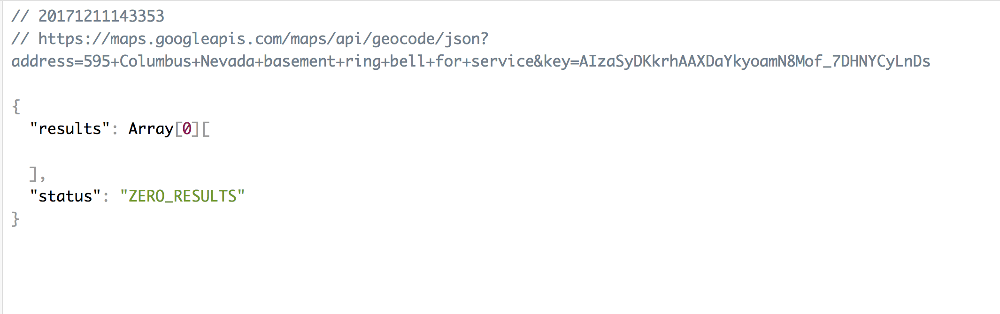 // 20171211143353
// https://maps.googleapis.com/maps/api/geocode/json?
address=595+Columbus+Nevada+basement+ring+bell+for+service&key=AIzaSyDKkrhAAXDaYkyoamN8Mof_7DHNYCyLnDs
{
"results": Array[0][
],
"status": "ZERO_RESULTS"
}